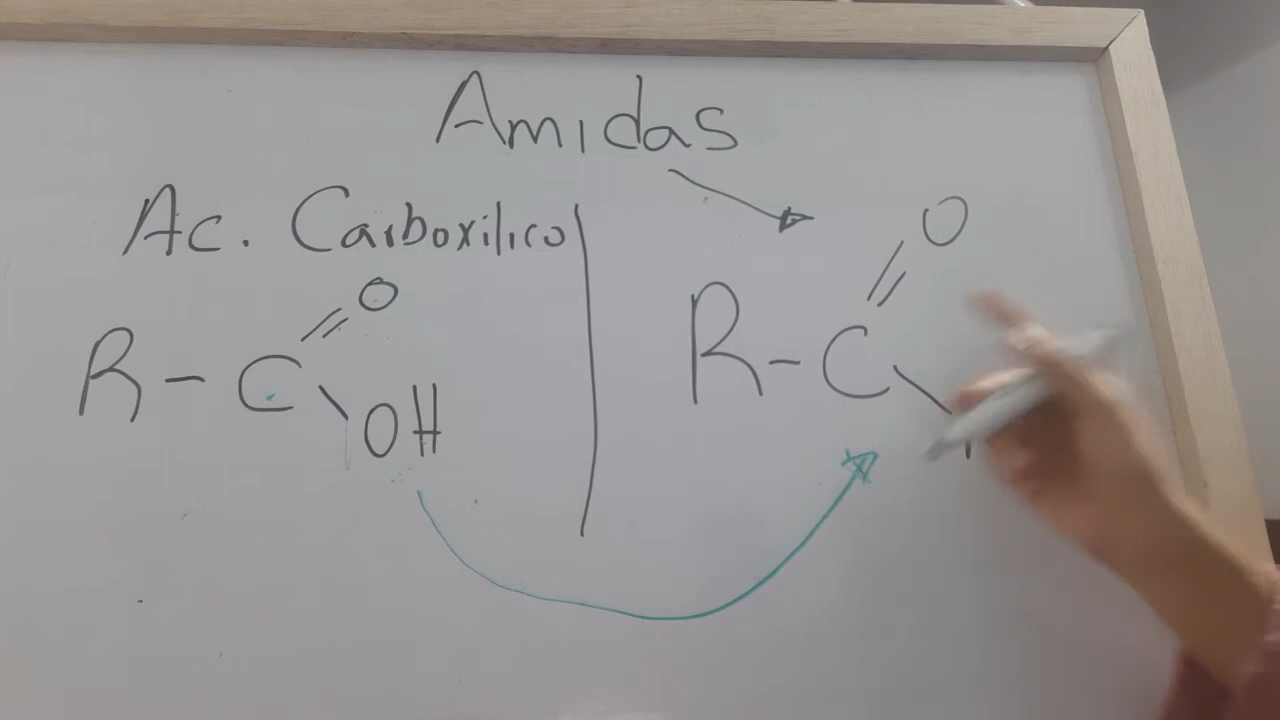 Amidas
Ac. Carboxilico
O
R - C
OH
O
R - C